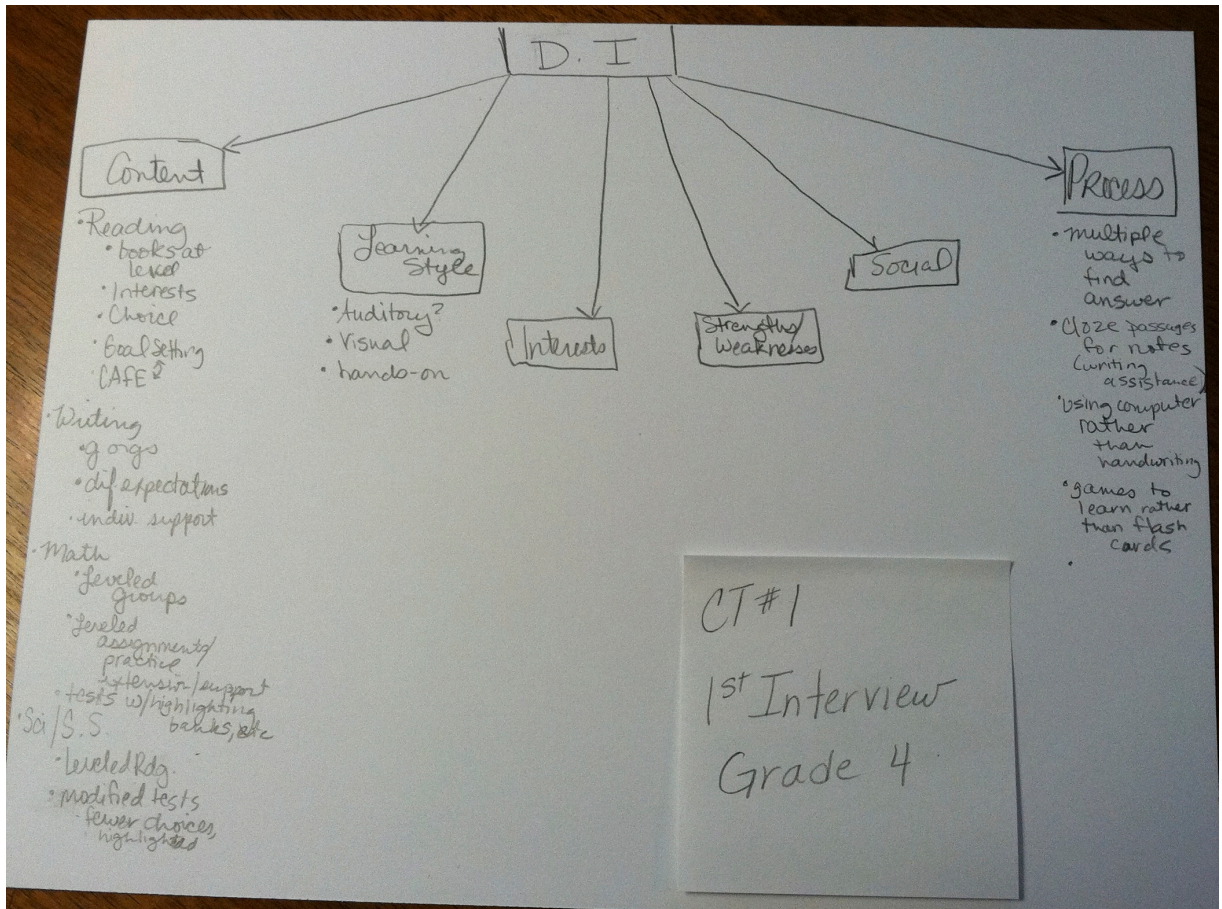 D. I
Content
• Reading
• books at
level
• Interests
• Choice
• Goal Setting
• CAFE
• Writing
• g orgs
• dif expectations
• indiv. support
• Math
• Leveled
groups
• Leveled
assignments/
practice
extension/support
• tests w/highlighting
banks, etc
• Sci/S.S.
• Leveled Rdg.
• modified tests
• fewer choices,
highlighted
Learning
Style
• Auditory?
• Visual
• hands-on
Interests
Strengths/
Weaknesses
Social
Process
• multiple
ways to
find
answer
• Cloze passages
for notes
(writing
assistance)
• using computer
rather
than
handwriting
• games to
learn rather
than flash
cards
•
CT #1
1st Interview
Grade 4